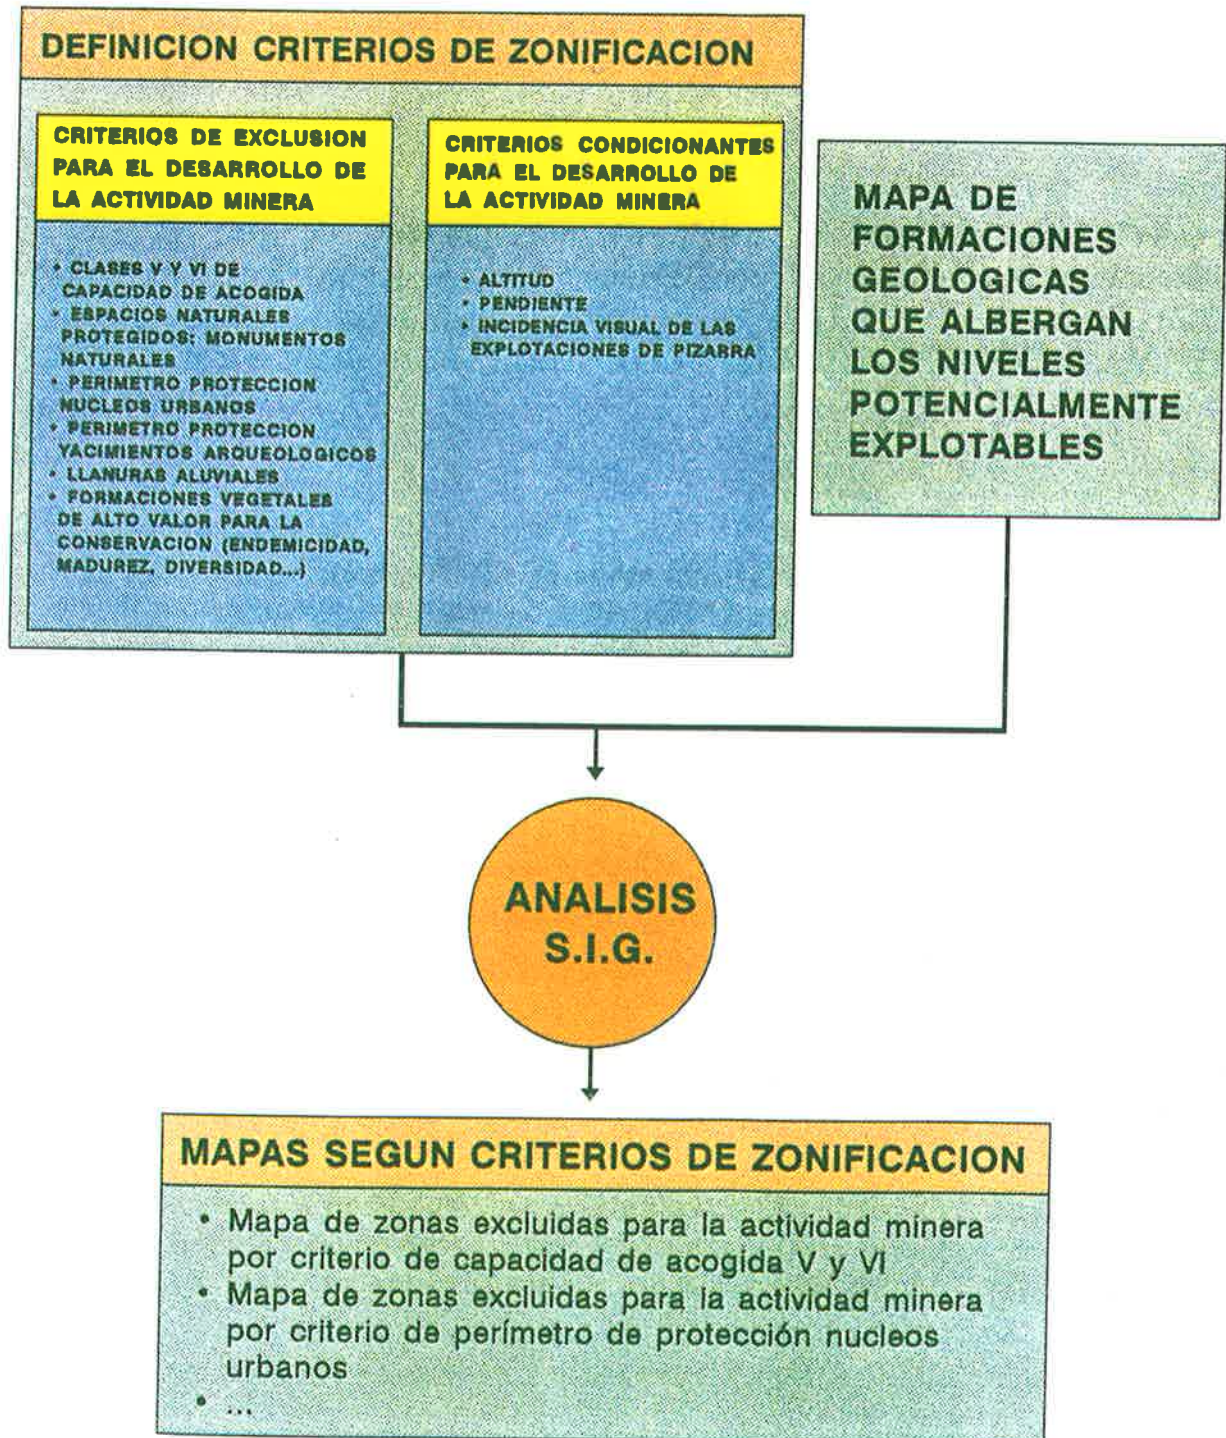 DEFINICION CRITERIOS DE ZONIFICACION
CRITERIOS DE EXCLUSION
PARA EL DESARROLLO DE
LA ACTIVIDAD MINERA
• CLASES V Y VI DE
CAPACIDAD DE ACOGIDA
• ESPACIOS NATURALES
PROTEGIDOS: MONUMENTOS
NATURALES
• PERIMETRO PROTECCION
NUCLEOS URBANOS
• PERIMETRO PROTECCION
YACIMIENTOS ARQUEOLOGICOS
• LLANURAS ALUVIALES
• FORMACIONES VEGETALES
DE ALTO VALOR PARA LA
CONSERVACION (ENDEMICIDAD,
MADUREZ, DIVERSIDAD...)
CRITERIOS CONDICIONANTES
PARA EL DESARROLLO DE
LA ACTIVIDAD MINERA
• ALTITUD
• PENDIENTE
• INCIDENCIA VISUAL DE LAS
EXPLOTACIONES DE PIZARRA
MAPA DE
FORMACIONES
GEOLOGICAS
QUE ALBERGAN
LOS NIVELES
POTENCIALMENTE
EXPLOTABLES
ANALISIS
S.I.G.
MAPAS SEGUN CRITERIOS DE ZONIFICACION
• Mapa de zonas excluidas para la actividad minera
por criterio de capacidad de acogida V y VI
• Mapa de zonas excluidas para la actividad minera
por criterio de perímetro de protección nucleos
urbanos
• ...